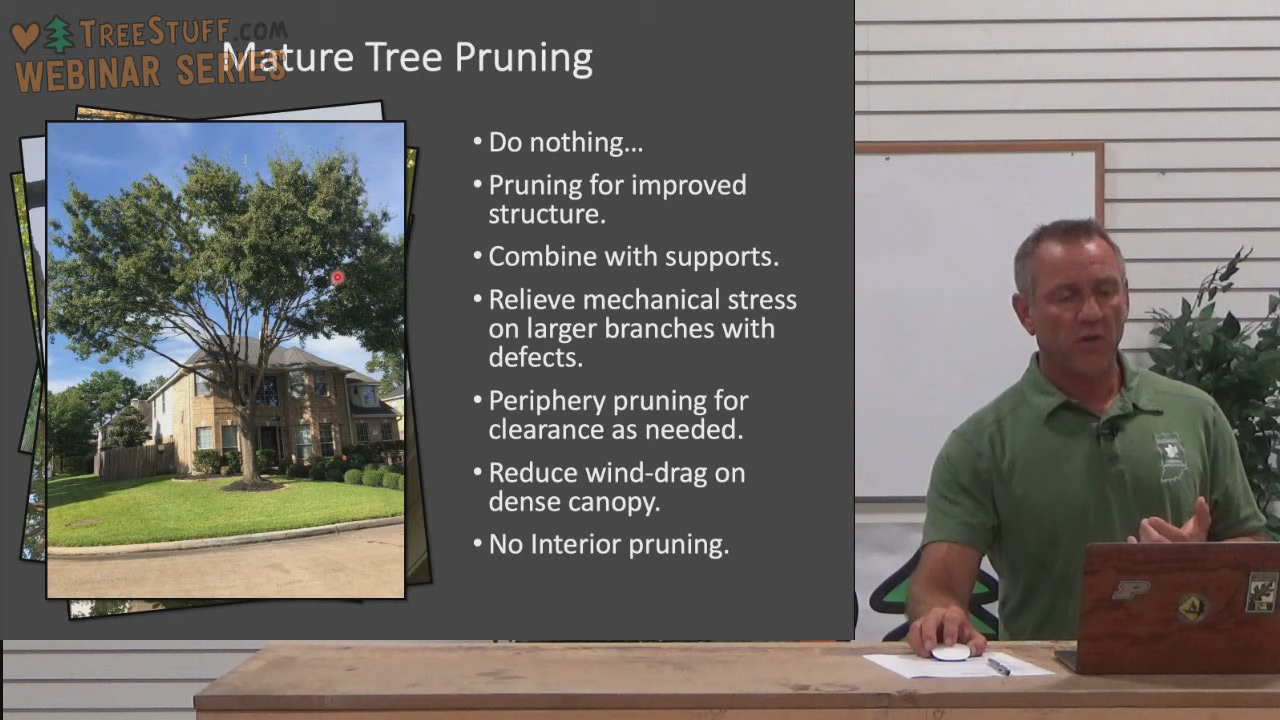 TREESTUFF.COM
WEBINAR SERIES
Mature Tree Pruning
• Do nothing...
• Pruning for improved
structure.
• Combine with supports.
• Relieve mechanical stress
on larger branches with
defects.
• Periphery pruning for
clearance as needed.
• Reduce wind-drag on
dense canopy.
• No Interior pruning.
P